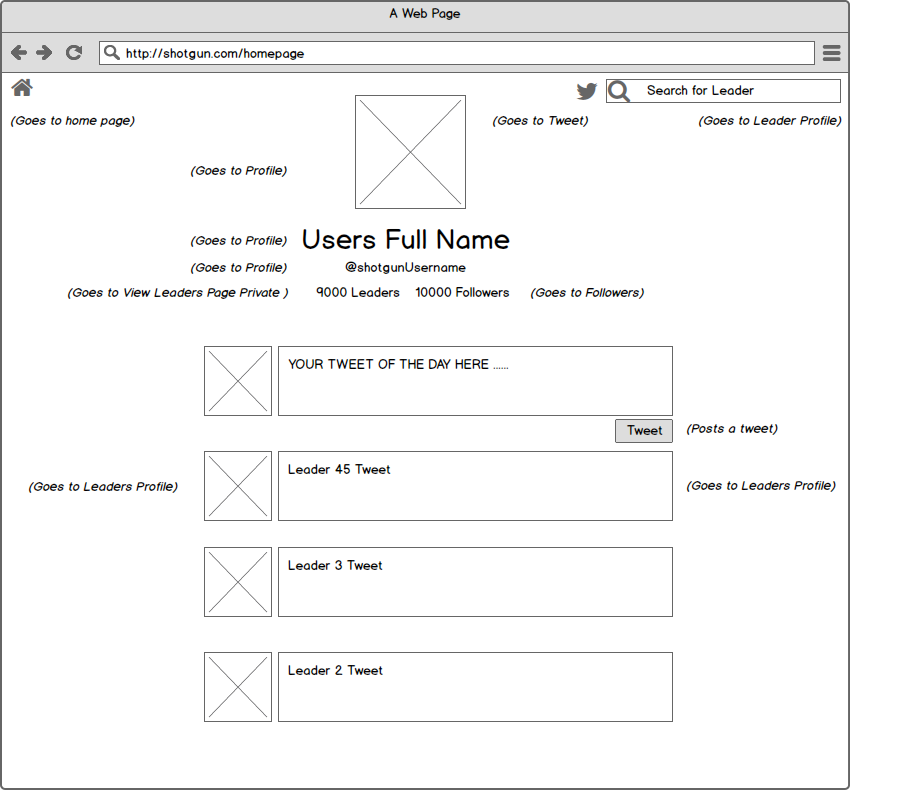 A Web Page
http://shotgun.com/homepage
Search for Leader
(Goes to home page)
(Goes to Tweet)
(Goes to Leader Profile)
(Goes to Profile)
(Goes to Profile)
Users Full Name
(Goes to Profile)
@shotgunUsername
(Goes to View Leaders Page Private )
9000 Leaders
10000 Followers
(Goes to Followers)
YOUR TWEET OF THE DAY HERE ......
Tweet
(Posts a tweet)
Leader 45 Tweet
(Goes to Leaders Profile)
(Goes to Leaders Profile)
Leader 3 Tweet
Leader 2 Tweet